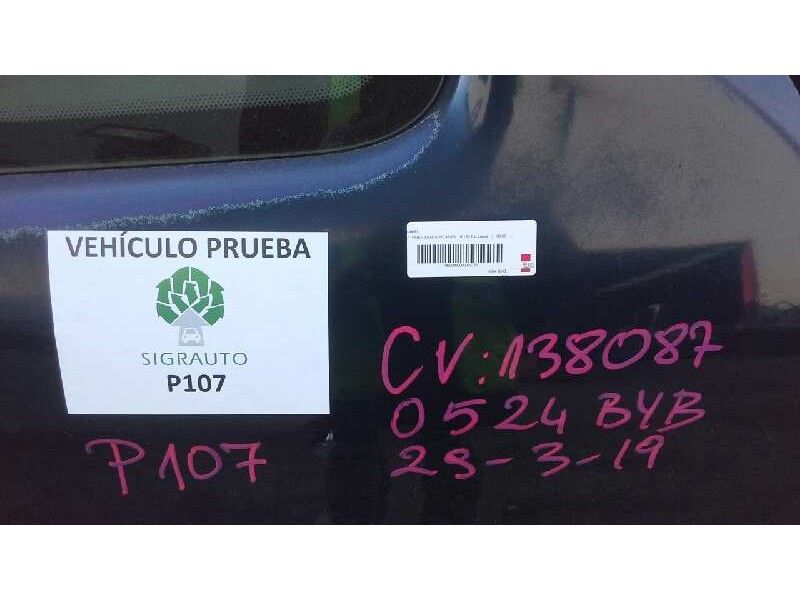 VEHÍCULO PRUEBA
SIGRAUTO
P107
P107
CV: 138087
0524 BYB
29-3-19